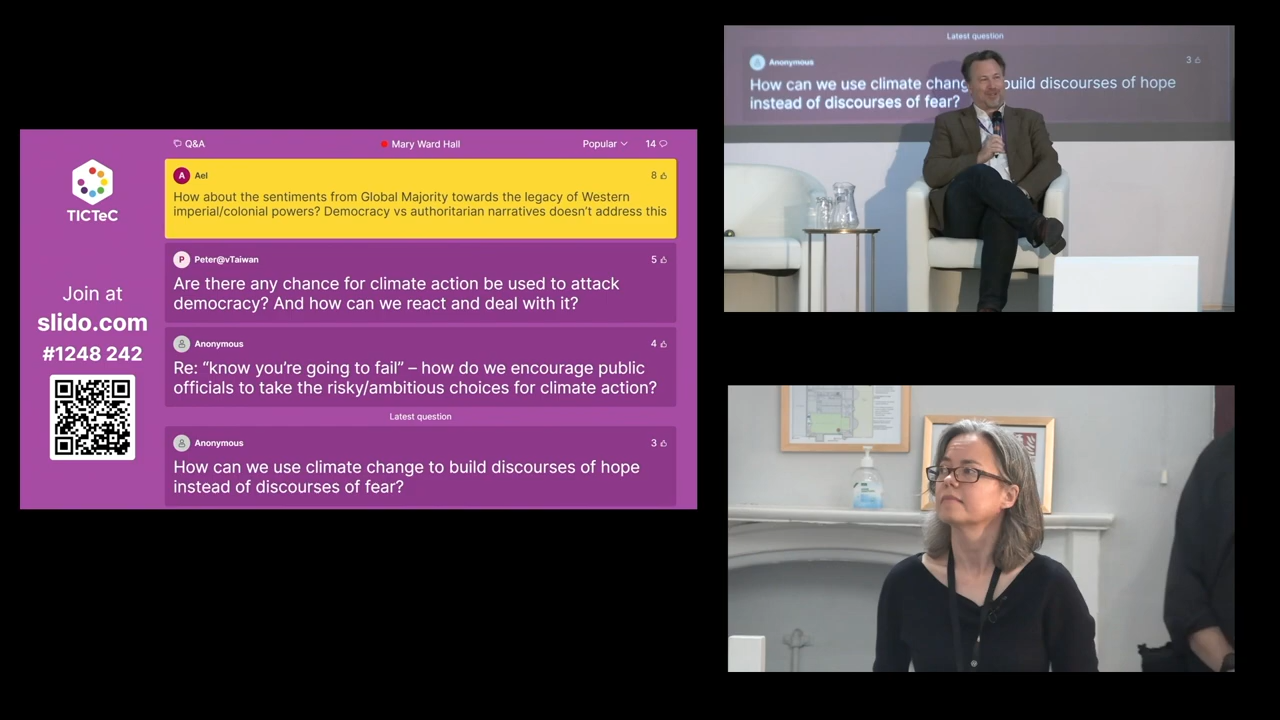 Q&A
Mary Ward Hall
Popular
14
TICTeC
Join at
slido.com
#1248 242
A
Ael
8
How about the sentiments from Global Majority towards the legacy of Western
imperial/colonial powers? Democracy vs authoritarian narratives doesn't address this
P
Peter@vTaiwan
5
Are there any chance for climate action be used to attack
democracy? And how can we react and deal with it?
Anonymous
4
Re: “know you're going to fail” – how do we encourage public
officials to take the risky/ambitious choices for climate action?
Latest question
Anonymous
3
How can we use climate change to build discourses of hope
instead of discourses of fear?
Latest question
Anonymous
3
How can we use climate chang build discourses of hope
instead of discourses of fear?